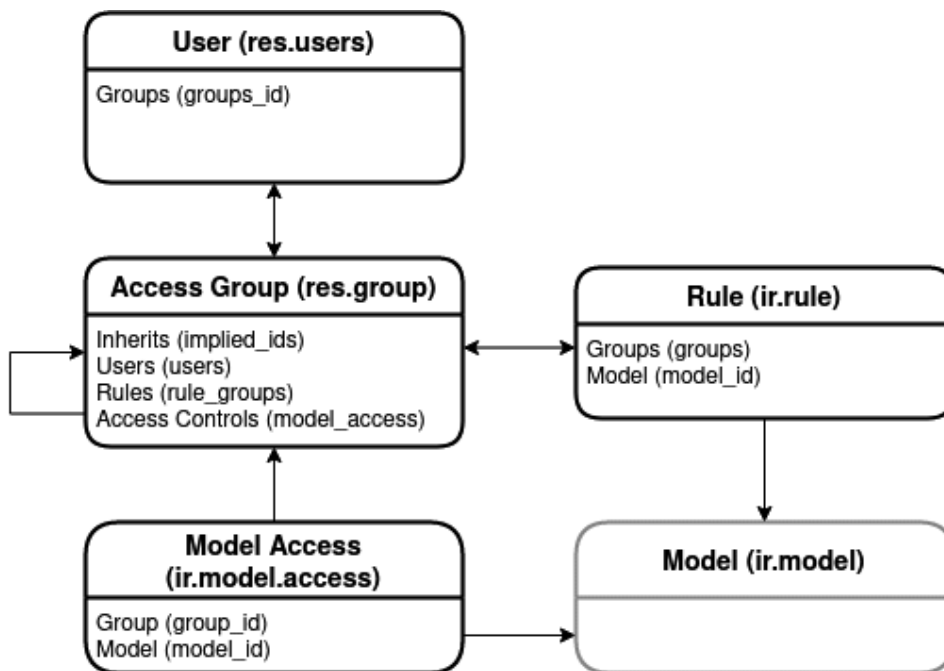 User (res.users)
Groups (groups_id)
Access Group (res.group)
Inherits (implied_ids)
Users (users)
Rules (rule_groups)
Access Controls (model_access)
Rule (ir.rule)
Groups (groups)
Model (model_id)
Model Access
(ir.model.access)
Group (group_id)
Model (model_id)
Model (ir.model)